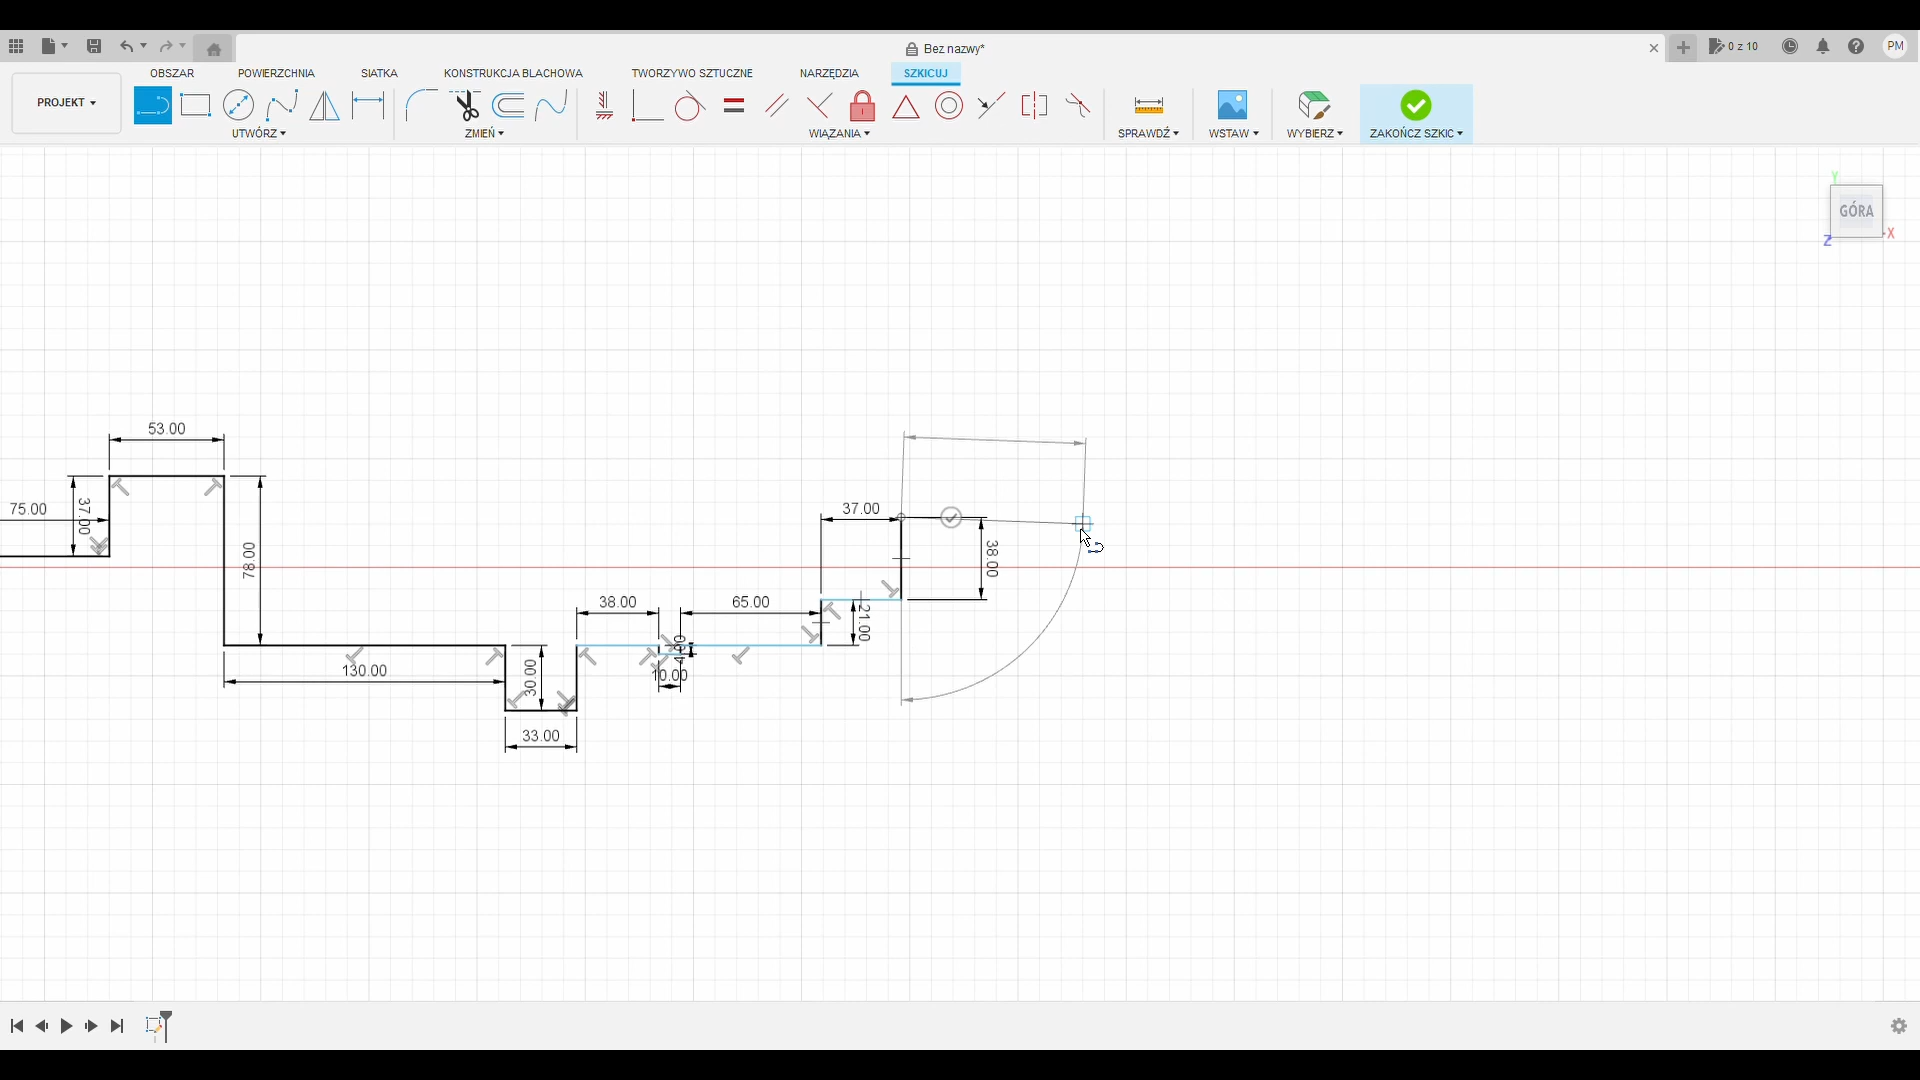 Bez nazwy*
0 z 10
PM
PROJEKT
OBSZAR
POWIERZCHNIA
SIATKA
KONSTRUKCJA BLACHOWA
TWORZYWO SZTUCZNE
NARZĘDZIA
SZKICUJ
UTWÓRZ
ZMIEŃ
WIĄZANIA
SPRAWDŹ
WSTAW
WYBIERZ
ZAKOŃCZ SZKIC
Y
GÓRA
X
Z
53.00
75.00
37.00
78.00
37.00
38.00
38.00
65.00
21.00
4.00
10.00
130.00
30.00
33.00